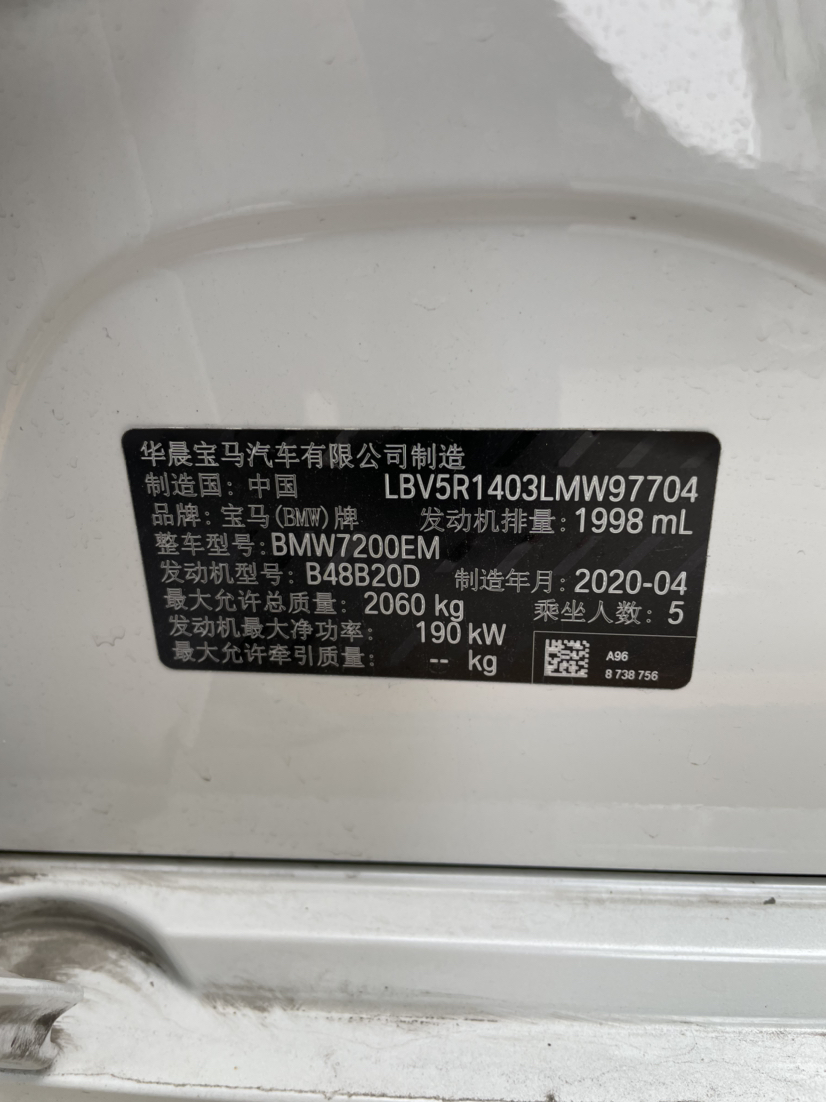 华晨宝马汽车有限公司制造
制造国：中国 LBV5R1403LMW97704
品牌：宝马(BMW)牌 发动机排量：1998 mL
整车型号：BMW7200EM
发动机型号：B48B20D 制造年月：2020-04
最大允许总质量：2060 kg 乘坐人数：5
发动机最大净功率： 190 kW
最大允许牵引质量： -- kg
A96
8 738 756